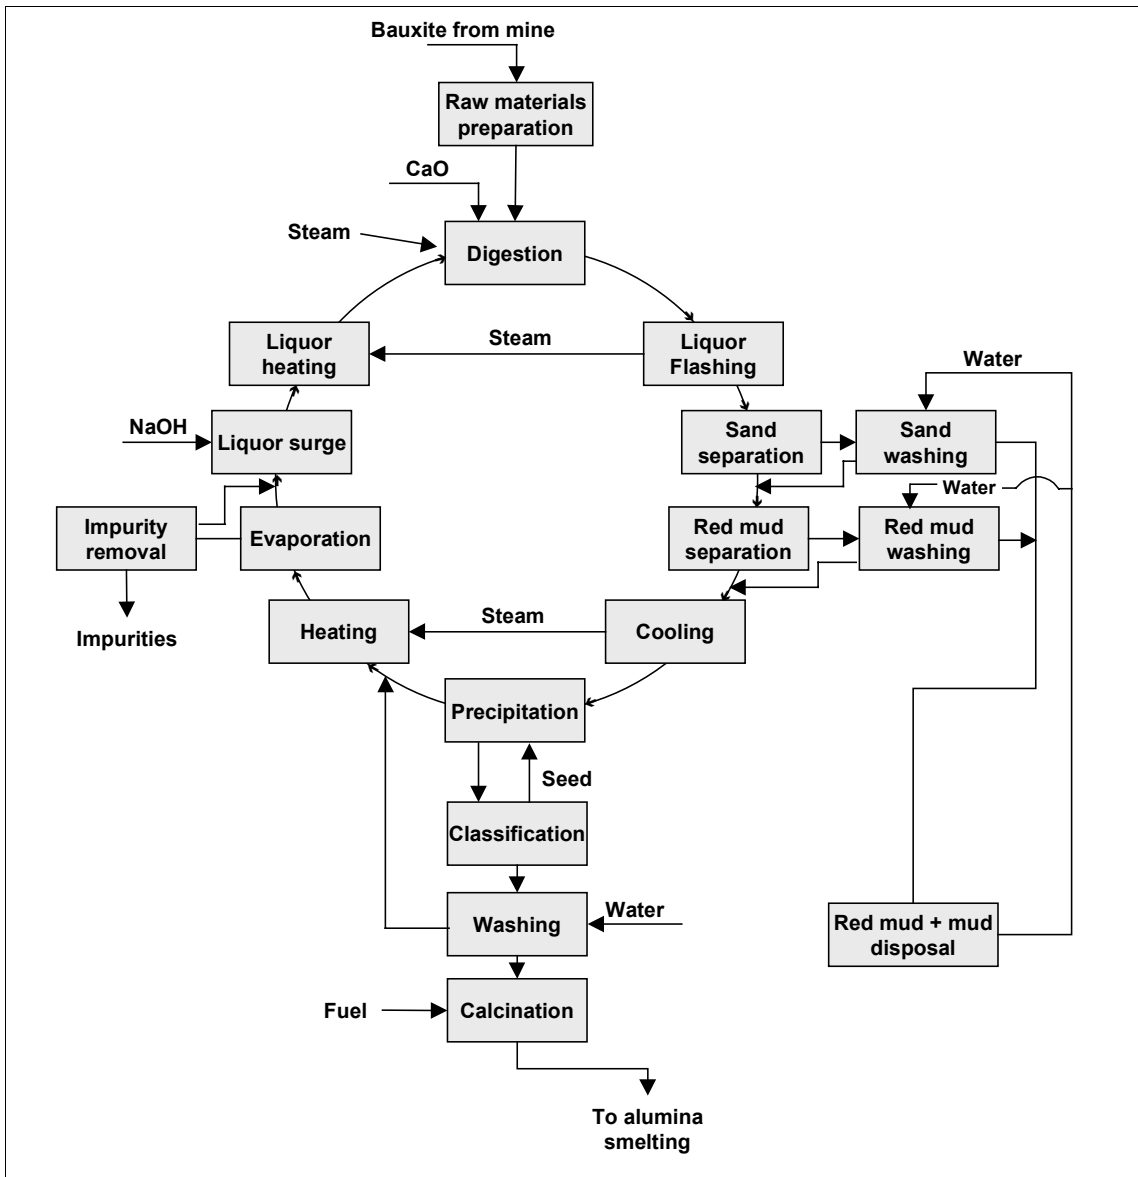 Bauxite from mine
Raw materials
preparation
CaO
Steam
Digestion
Liquor
heating
Steam
Liquor
Flashing
Water
NaOH
Liquor surge
Sand
separation
Sand
washing
Water
Impurity
removal
Evaporation
Red mud
separation
Red mud
washing
Impurities
Heating
Steam
Cooling
Precipitation
Seed
Classification
Washing
Water
Red mud + mud
disposal
Fuel
Calcination
To alumina
smelting